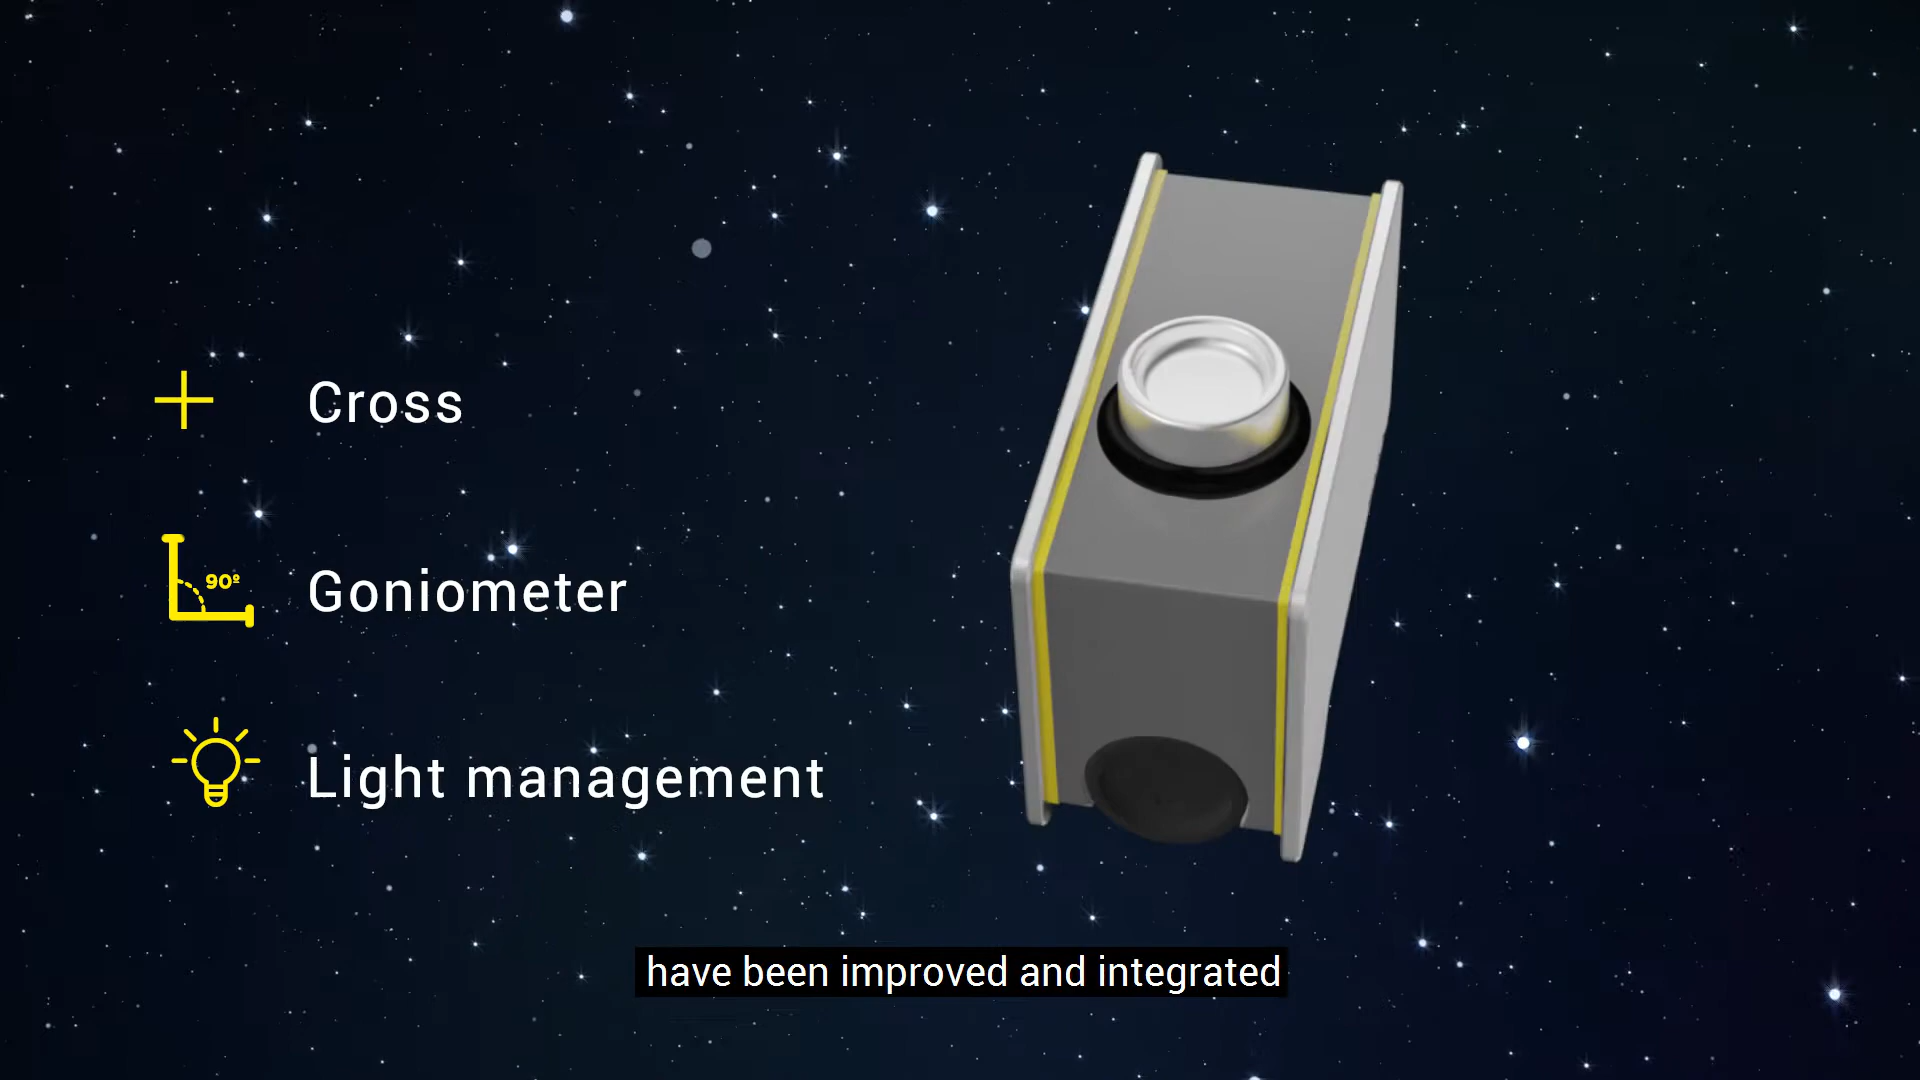 Cross
90º
Goniometer
Light management
have been improved and integrated